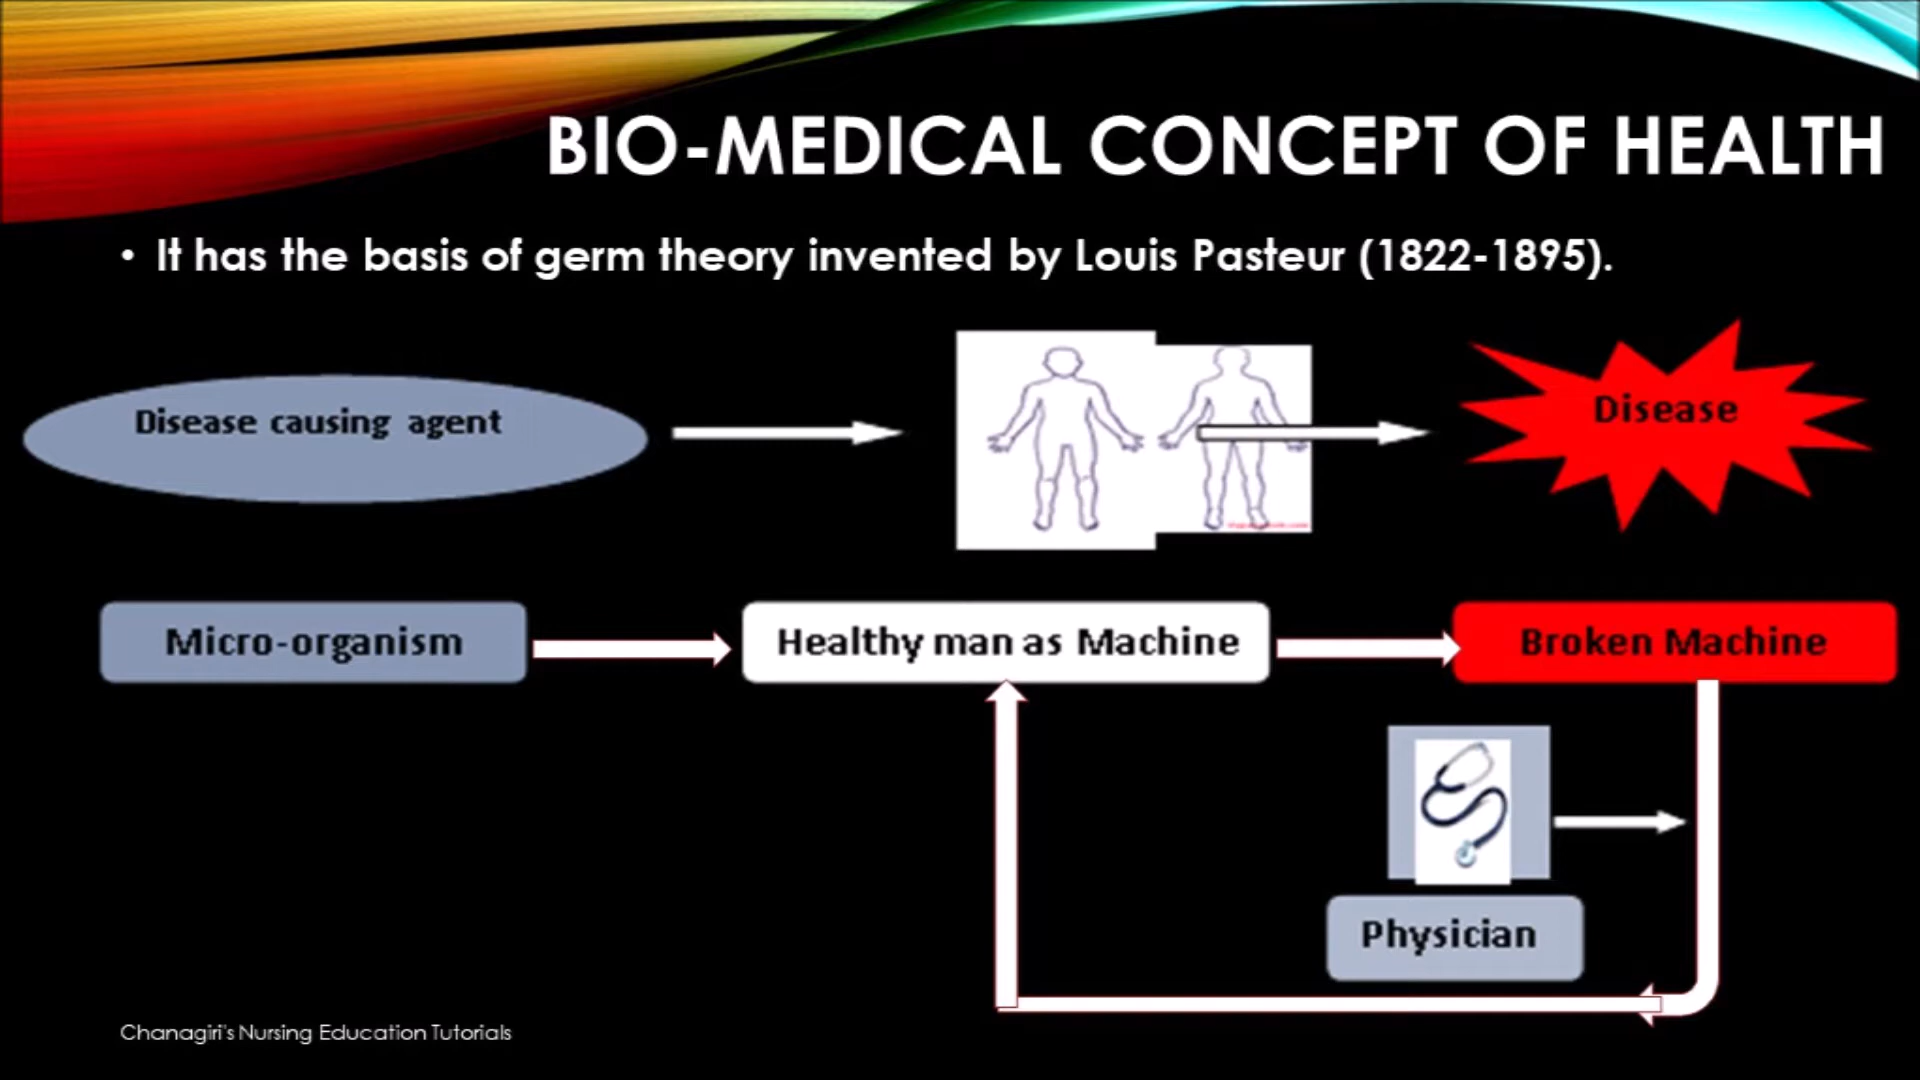 BIO-MEDICAL CONCEPT OF HEALTH
• It has the basis of germ theory invented by Louis Pasteur (1822-1895).
Disease causing agent
Disease
Micro-organism
Healthy man as Machine
Broken Machine
Physician
Chanagiri's Nursing Education Tutorials